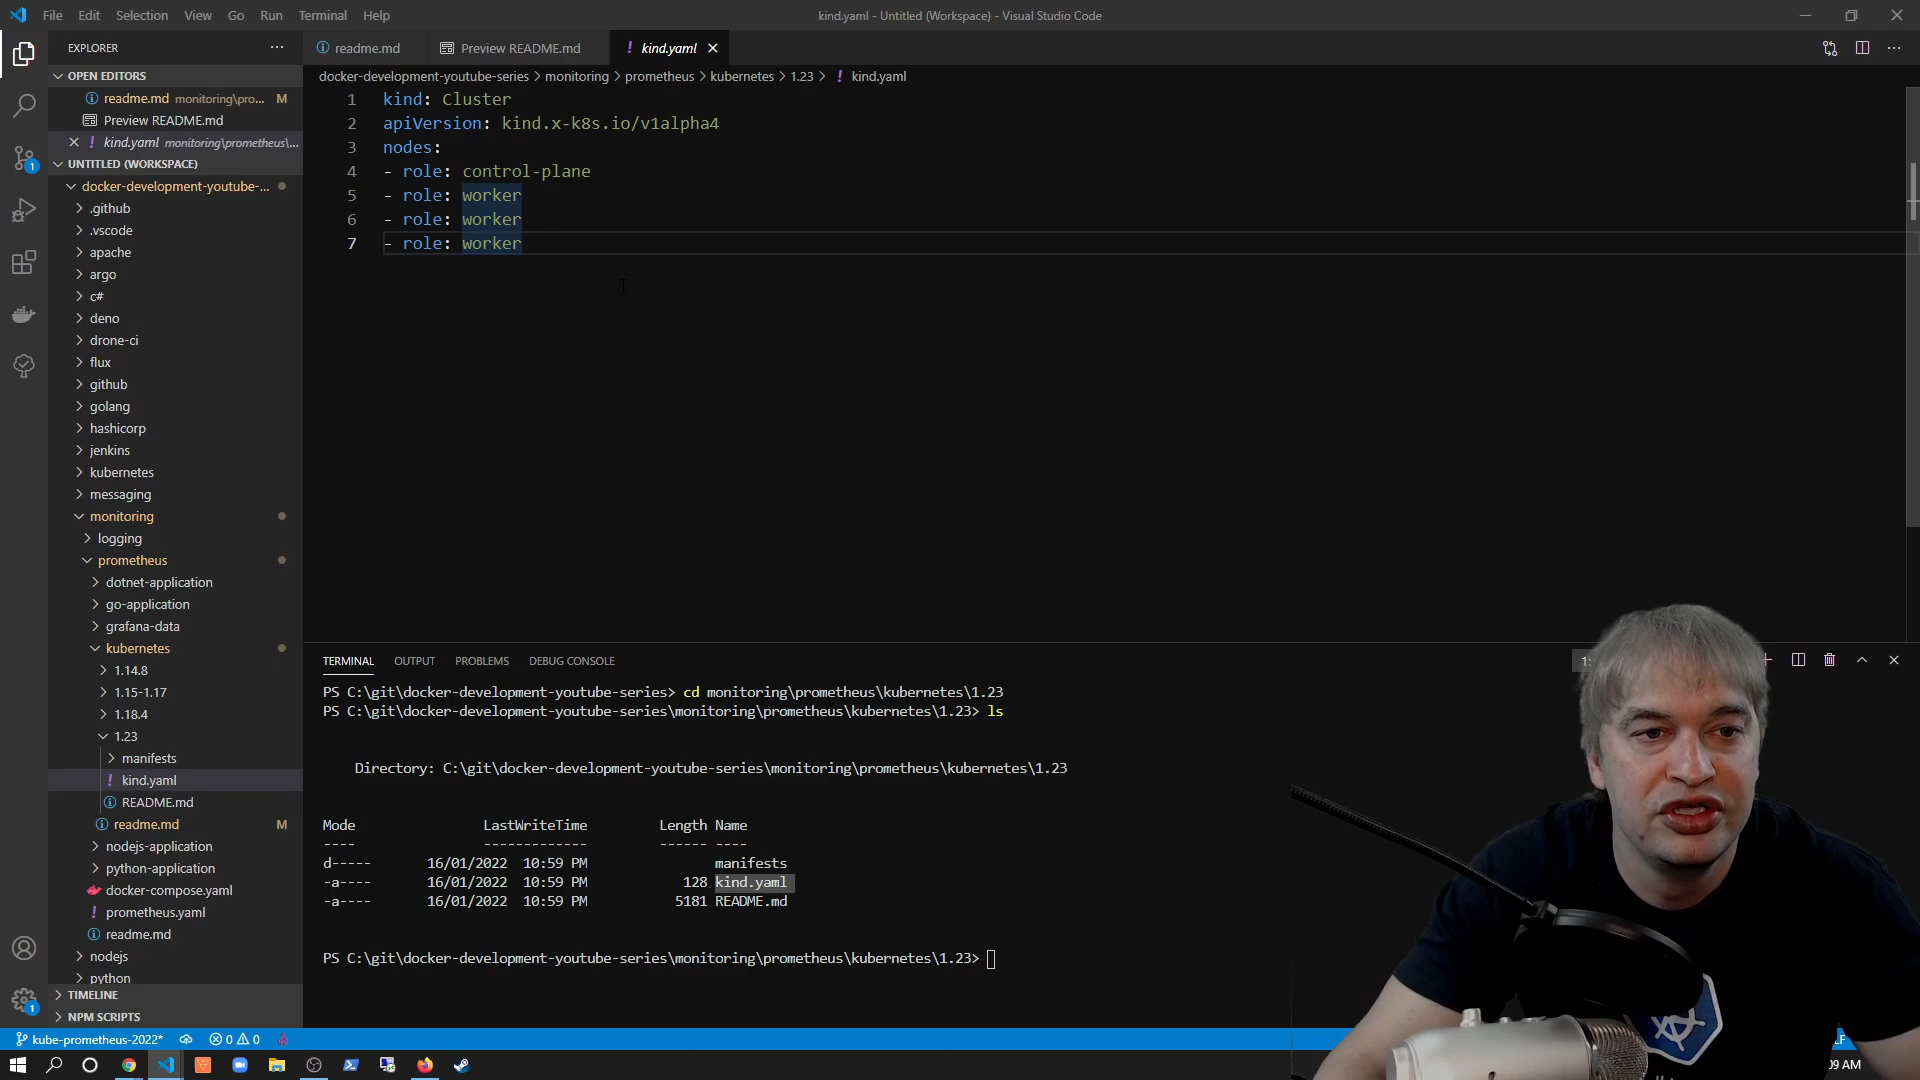 File Edit Selection View Go Run Terminal Help
kind.yaml - Untitled (Workspace) - Visual Studio Code
EXPLORER
OPEN EDITORS
readme.md monitoring\pro... M
Preview README.md
kind.yaml monitoring\prometheus\...
UNTITLED (WORKSPACE)
docker-development-youtube-...
.github
.vscode
apache
argo
c#
deno
drone-ci
flux
github
golang
hashicorp
jenkins
kubernetes
messaging
monitoring
logging
prometheus
dotnet-application
go-application
grafana-data
kubernetes
1.14.8
1.15-1.17
1.18.4
1.23
manifests
kind.yaml
README.md
readme.md M
nodejs-application
python-application
docker-compose.yaml
prometheus.yaml
readme.md
nodejs
python
TIMELINE
NPM SCRIPTS
readme.md Preview README.md kind.yaml
docker-development-youtube-series > monitoring > prometheus > kubernetes > 1.23 > kind.yaml
1 kind: Cluster
2 apiVersion: kind.x-k8s.io/v1alpha4
3 nodes:
4 - role: control-plane
5 - role: worker
6 - role: worker
7 - role: worker
TERMINAL OUTPUT PROBLEMS DEBUG CONSOLE
1:
PS C:\git\docker-development-youtube-series> cd monitoring\prometheus\kubernetes\1.23
PS C:\git\docker-development-youtube-series\monitoring\prometheus\kubernetes\1.23> ls
Directory: C:\git\docker-development-youtube-series\monitoring\prometheus\kubernetes\1.23
Mode LastWriteTime Length Name
---- ------------- ------ ----
d----- 16/01/2022 10:59 PM manifests
-a---- 16/01/2022 10:59 PM 128 kind.yaml
-a---- 16/01/2022 10:59 PM 5181 README.md
PS C:\git\docker-development-youtube-series\monitoring\prometheus\kubernetes\1.23>
1
1
kube-prometheus-2022* 0 0
LF
:09 AM